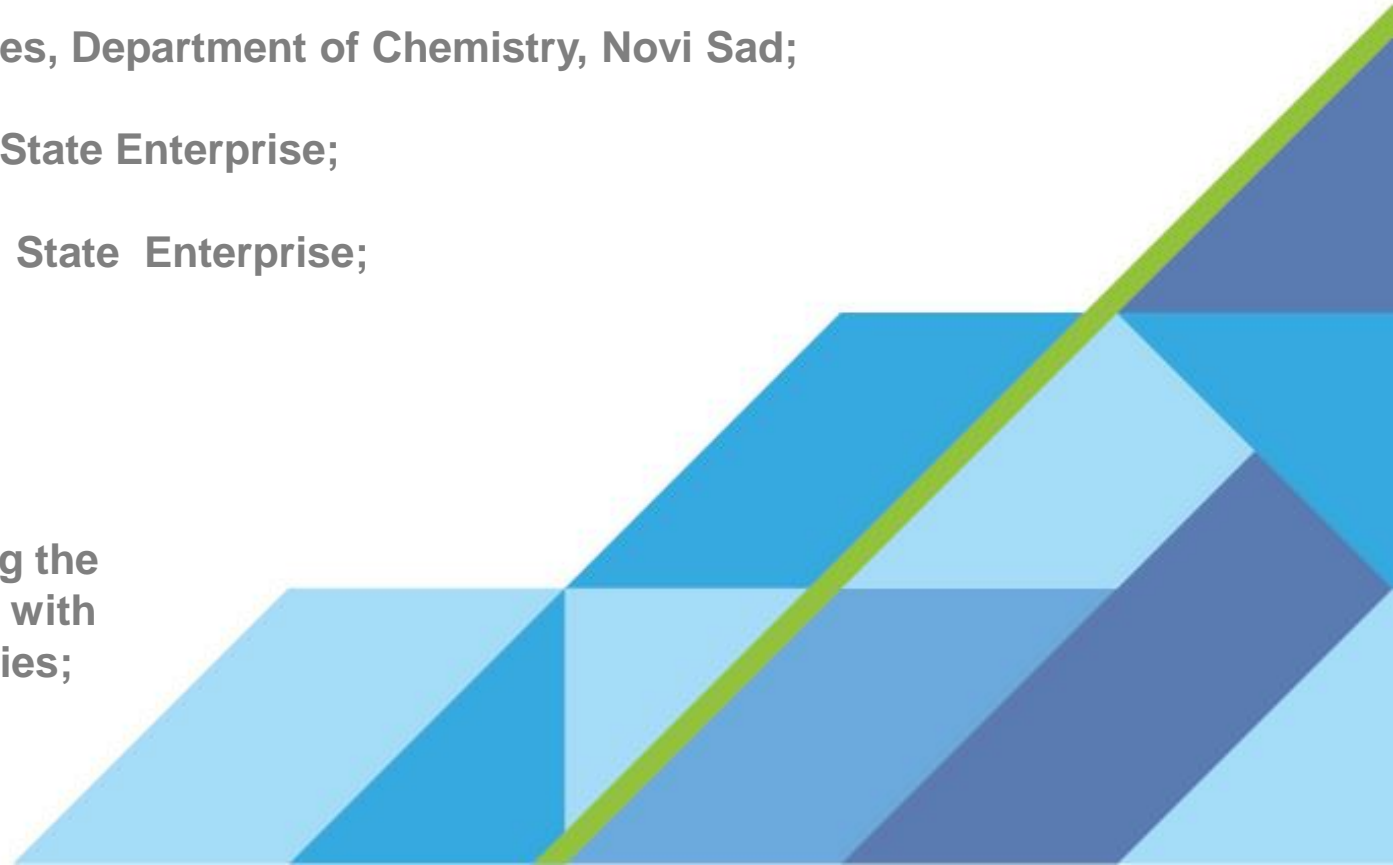 es, Department of Chemistry, Novi Sad;
State Enterprise;
State Enterprise;
g the
with
ies;